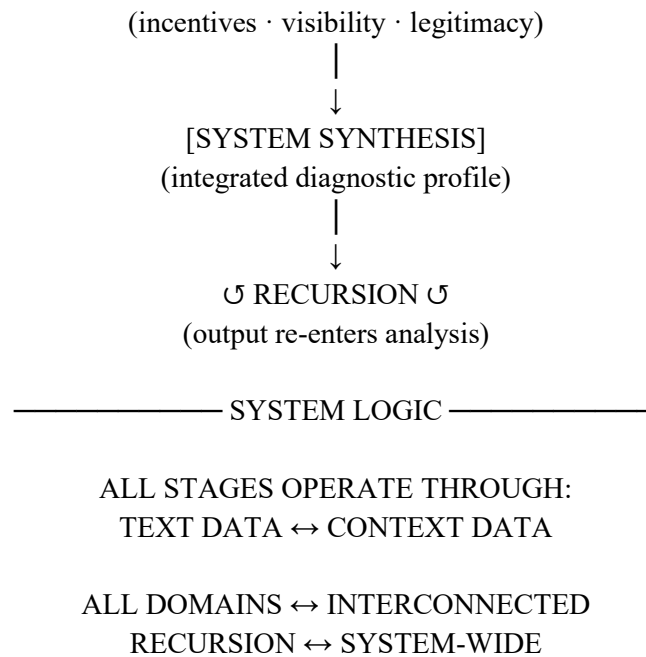 (incentives · visibility · legitimacy)
|
↓
[SYSTEM SYNTHESIS]
(integrated diagnostic profile)
|
↓
↺ RECURSION ↺
(output re-enters analysis)
──────────── SYSTEM LOGIC ────────────
ALL STAGES OPERATE THROUGH:
TEXT DATA ↔ CONTEXT DATA
ALL DOMAINS ↔ INTERCONNECTED
RECURSION ↔ SYSTEM-WIDE